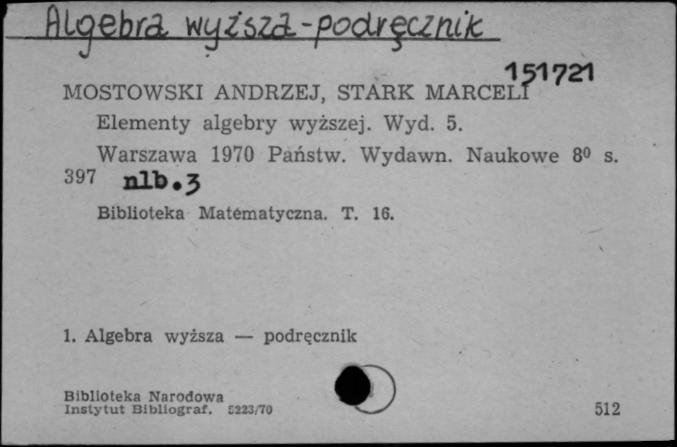 Algebra wyższa - podręcznik
151721
MOSTOWSKI ANDRZEJ, STARK MARCELI
Elementy algebry wyższej. Wyd. 5.
Warszawa 1970 Państw. Wydawn. Naukowe 8⁰ s.
397 nlb.3
Biblioteka Matematyczna. T. 16.
1. Algebra wyższa — podręcznik
Biblioteka Narodowa
Instytut Bibliograf. 5223/70
512